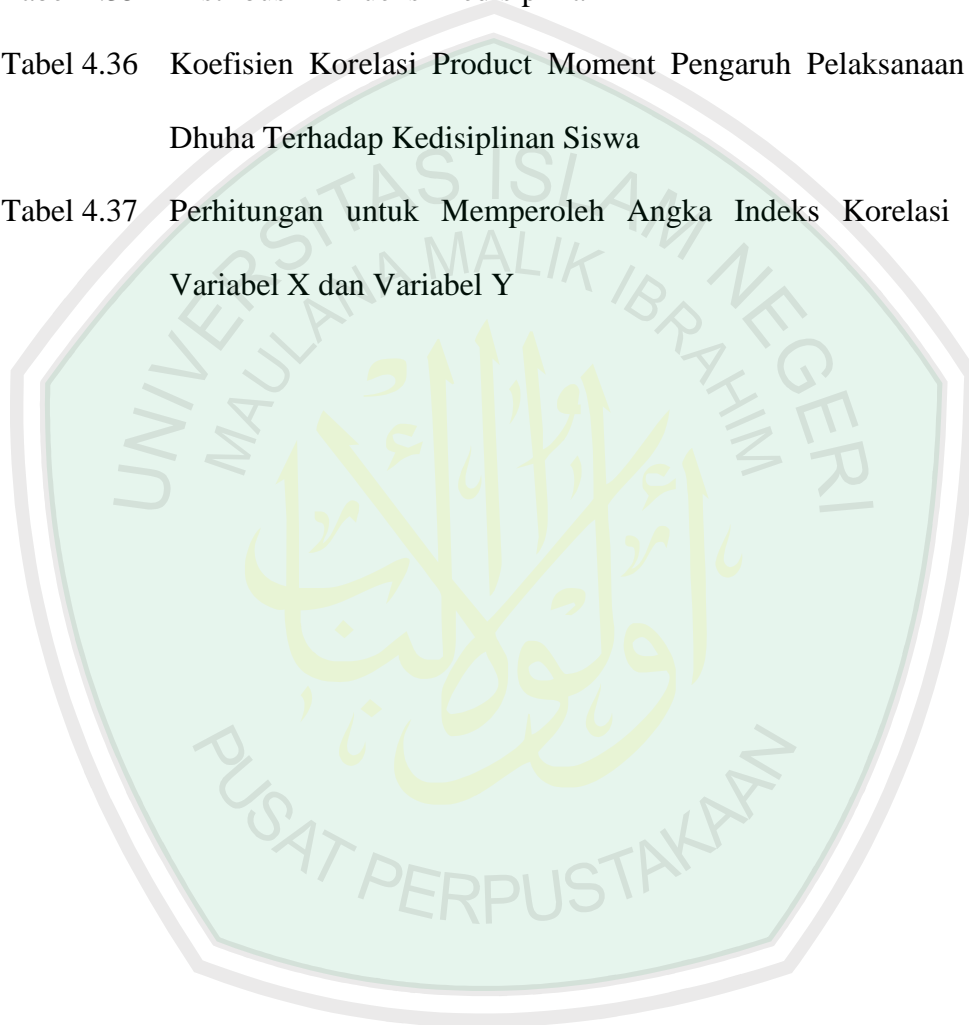 Tabel 4.36 Koefisien Korelasi Product Moment Pengaruh Pelaksanaan
Dhuha Terhadap Kedisiplinan Siswa
Tabel 4.37 Perhitungan untuk Memperoleh Angka Indeks Korelasi
Variabel X dan Variabel Y
UNIVERSITAS ISLAM NEGERI
MAULANA MALIK IBRAHIM
PUSAT PERPUSTAKAAN